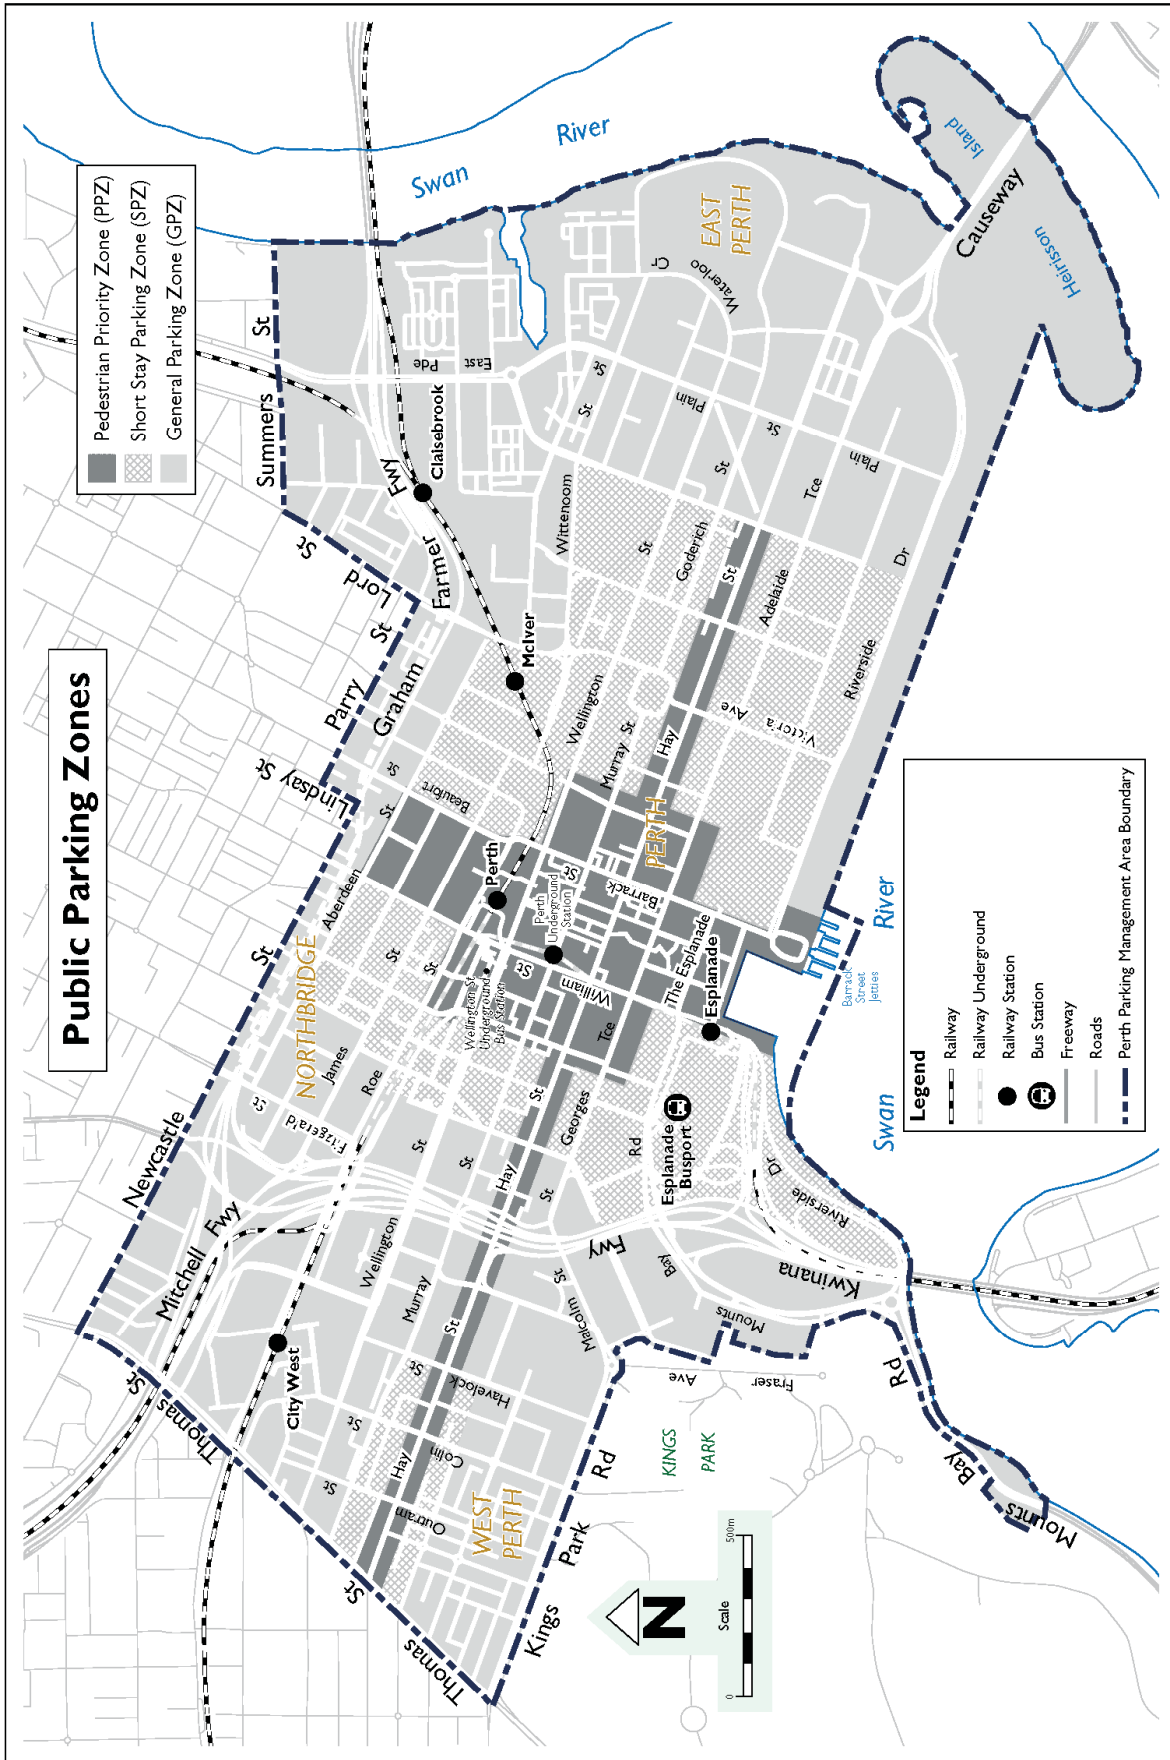 Public Parking Zones
Pedestrian Priority Zone (PPZ)
Short Stay Parking Zone (SPZ)
General Parking Zone (GPZ)
Swan
River
Summers
St
Lord
St
Parry
St
Lindsay St
Newcastle
St
Graham
Farmer
Fwy
Claisebrook
East
Pde
McIver
Wittenoom
St
Plain
St
Plain
Waterloo
Cr
EAST
PERTH
Island
Heirisson
Causeway
NORTHBRIDGE
Aberdeen
St
St
Beaufort
James
St
Roe
St
Fitzgerald
St
Perth
Perth
Underground
Station
Wellington St
Underground
Bus Station
Wellington
St
Murray
St
Goderich
St
Hay
St
Adelaide
Tce
Victoria
Ave
Riverside
Dr
PERTH
Barrack
St
William
St
The Esplanade
Esplanade
Georges
Tce
St
Esplanade
Busport
Barrack
Street
Jetties
Swan
River
Mitchell
Fwy
City West
Thomas
St
Wellington
St
Murray
St
Hay
St
Malcolm
St
Fwy
Mounts
Bay
Rd
Kwinana
Riverside
Dr
Havelock
St
Colin
St
Outram
St
Hay
WEST
PERTH
Thomas
St
Kings
Park
Rd
KINGS
PARK
Fraser
Ave
Mounts
Bay
Rd
N
Scale
0
500m
Legend
Railway
Railway Underground
Railway Station
Bus Station
Freeway
Roads
Perth Parking Management Area Boundary